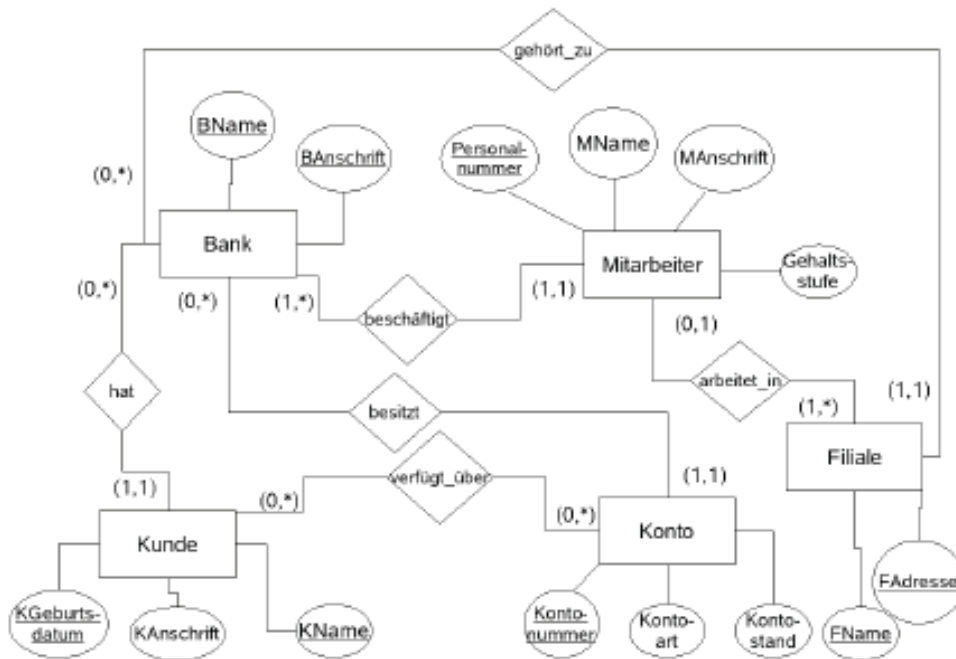 gehört_zu
BName
BAnschrift
Personal-
nummer
MName
MAnschrift
(0,*)
Bank
Mitarbeiter
Gehalts-
stufe
(0,*)
(0,*)
(1,*)
beschäftigt
(1,1)
(0,1)
hat
besitzt
arbeitet_in
(1,*)
(1,1)
Filiale
(1,1)
(0,*)
verfügt_über
(0,*)
(1,1)
Kunde
Konto
KGeburts-
datum
KAnschrift
KName
Konto-
nummer
Konto-
art
Konto-
stand
FName
FAdresse